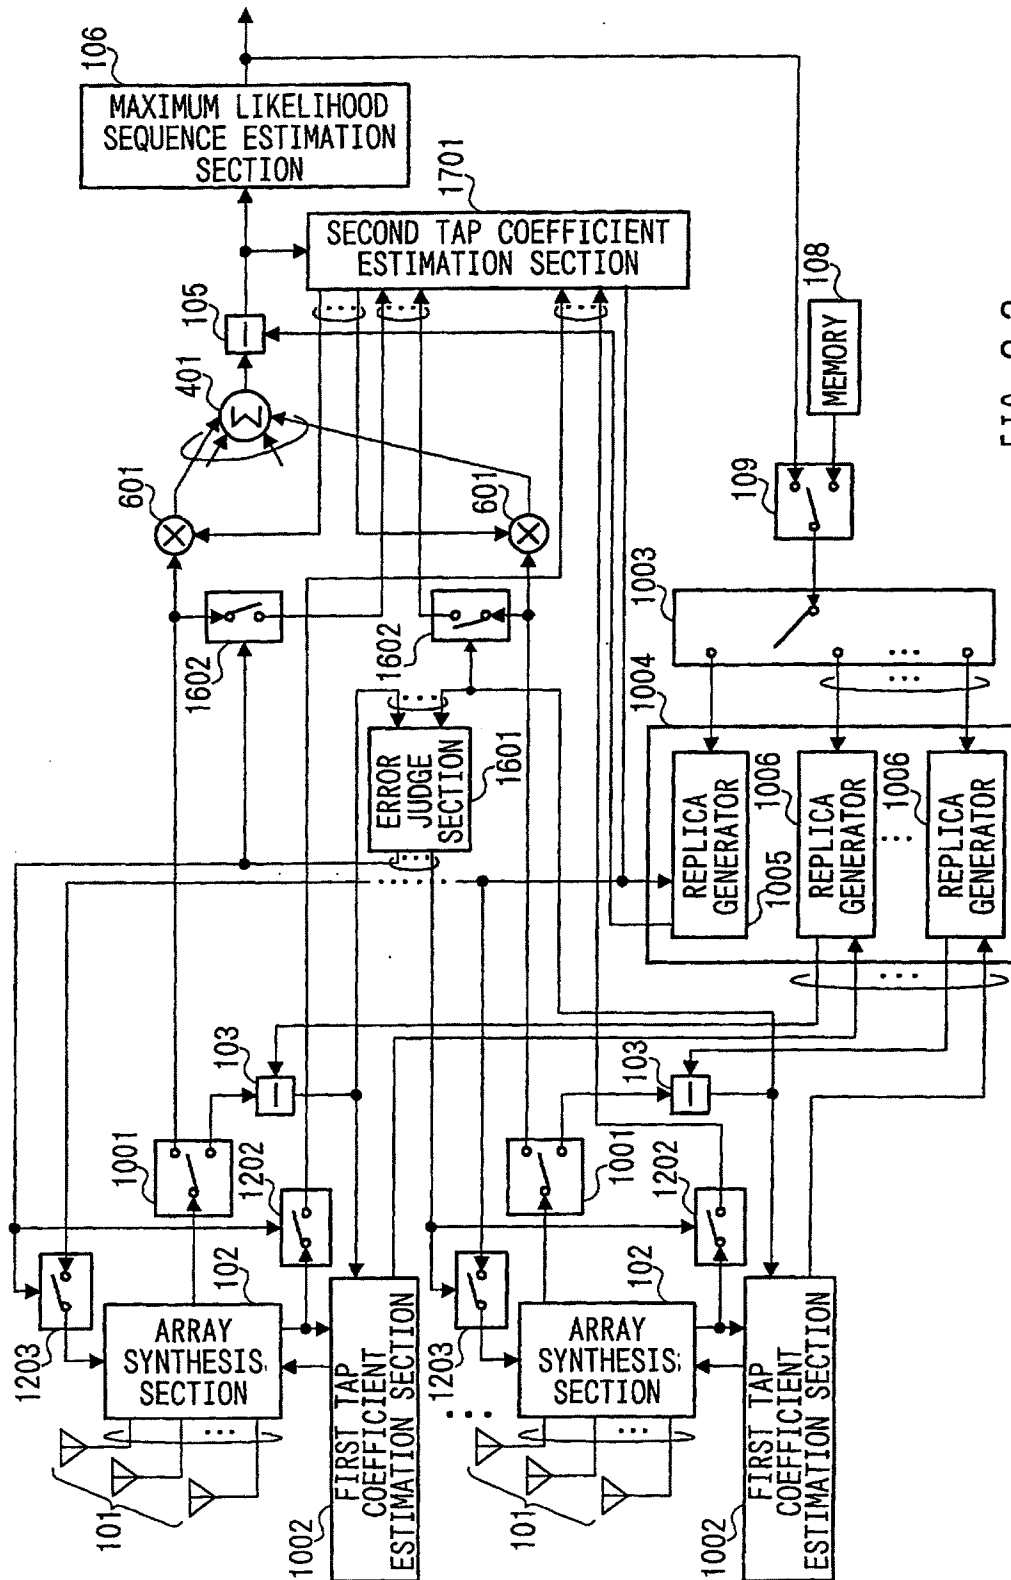 106
MAXIMUM LIKELIHOOD
SEQUENCE ESTIMATION
SECTION
1701
SECOND TAP COEFFICIENT
ESTIMATION SECTION
105
401
Σ
601
601
108
MEMORY
109
1003
1602
1602
1004
ERROR
JUDGE
SECTION
1601
REPLICA
GENERATOR
1005
1006
REPLICA
GENERATOR
1006
REPLICA
GENERATOR
103
103
1001
1202
1001
1202
1203
102
ARRAY
SYNTHESIS
SECTION
1203
102
ARRAY
SYNTHESIS
SECTION
101
101
1002
FIRST TAP
COEFFICIENT
ESTIMATION SECTION
1002
FIRST TAP
COEFFICIENT
ESTIMATION SECTION